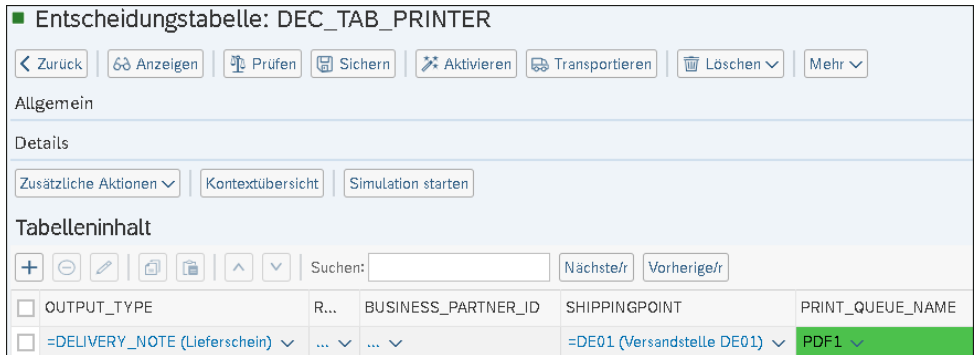 Entscheidungstabelle: DEC_TAB_PRINTER
Zurück Anzeigen Prüfen Sichern Aktivieren Transportieren Löschen Mehr
Allgemein
Details
Zusätzliche Aktionen Kontextübersicht Simulation starten
Tabelleninhalt
Suchen: Nächste/r Vorherige/r
OUTPUT_TYPE R... BUSINESS_PARTNER_ID SHIPPINGPOINT PRINT_QUEUE_NAME
=DELIVERY_NOTE (Lieferschein) ... ... =DE01 (Versandstelle DE01) PDF1